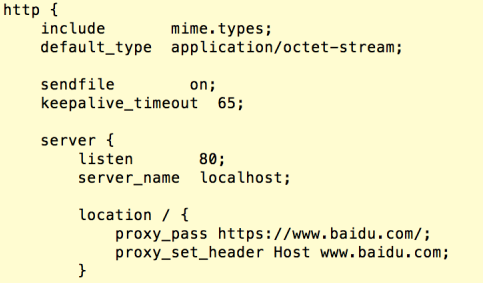 http {
    include       mime.types;
    default_type  application/octet-stream;

    sendfile        on;
    keepalive_timeout  65;

    server {
        listen       80;
        server_name  localhost;

        location / {
            proxy_pass https://www.baidu.com/;
            proxy_set_header Host www.baidu.com;
        }